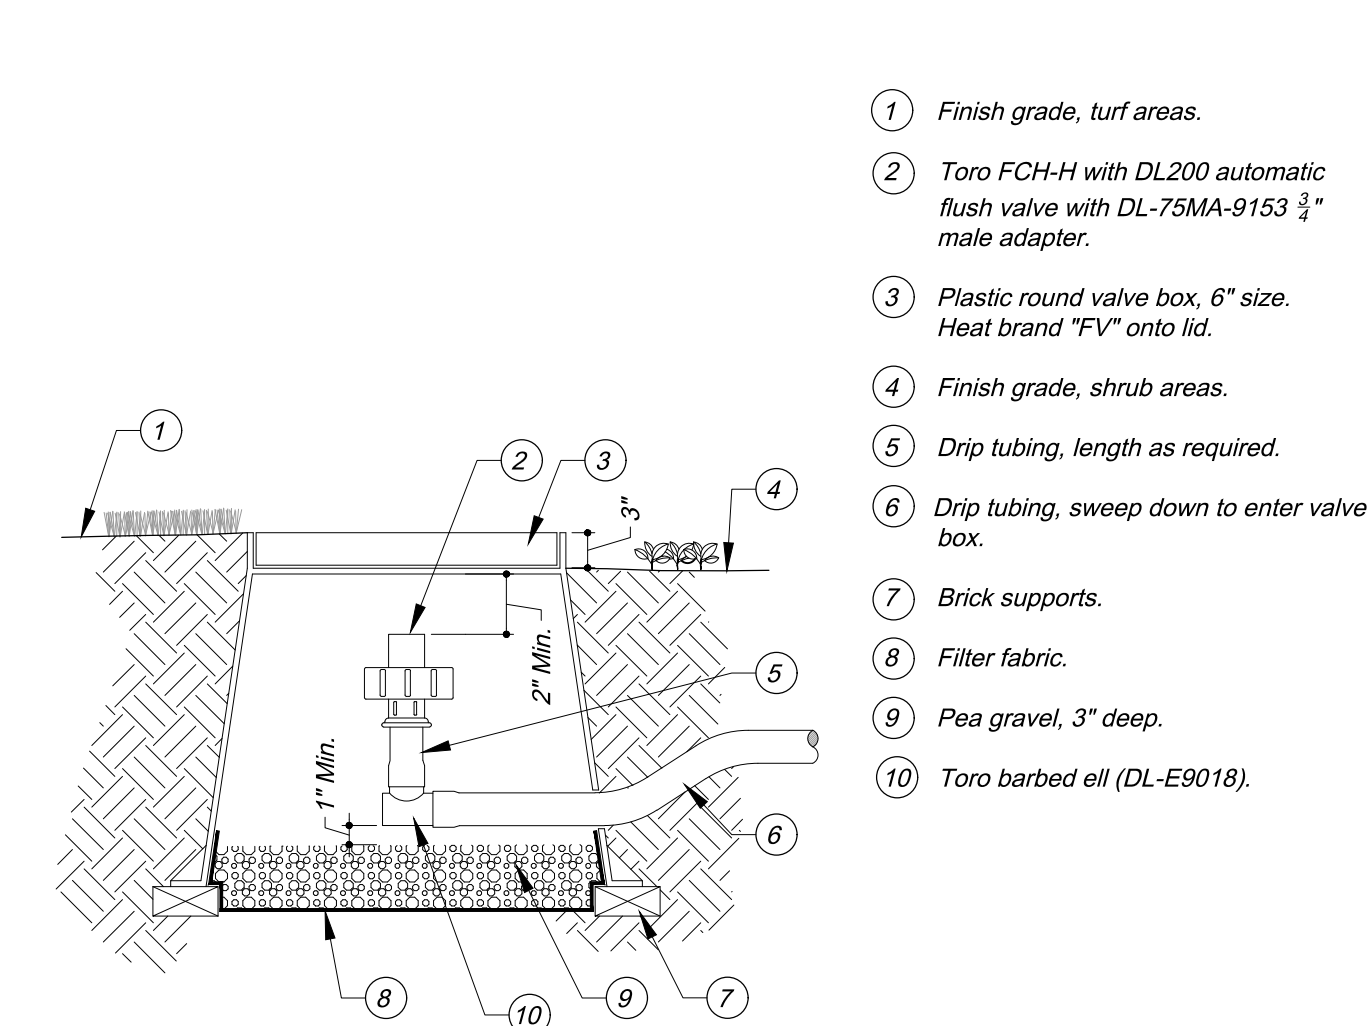 1 Finish grade, turf areas.
2 Toro FCH-H with DL200 automatic
flush valve with DL-75MA-9153 3/4"
male adapter.
3 Plastic round valve box, 6" size.
Heat brand "FV" onto lid.
4 Finish grade, shrub areas.
5 Drip tubing, length as required.
6 Drip tubing, sweep down to enter valve
box.
7 Brick supports.
8 Filter fabric.
9 Pea gravel, 3" deep.
10 Toro barbed ell (DL-E9018).
1
2
3
4
3"
2" Min.
5
1" Min.
6
8
10
9
7